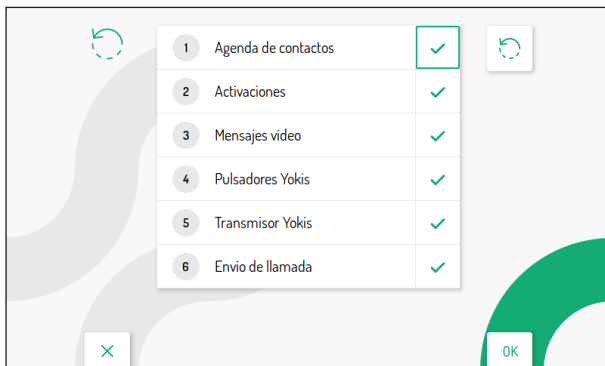 1 Agenda de contactos
2 Activaciones
3 Mensajes video
4 Pulsadores Yokis
5 Transmisor Yokis
6 Envio de llamada
OK